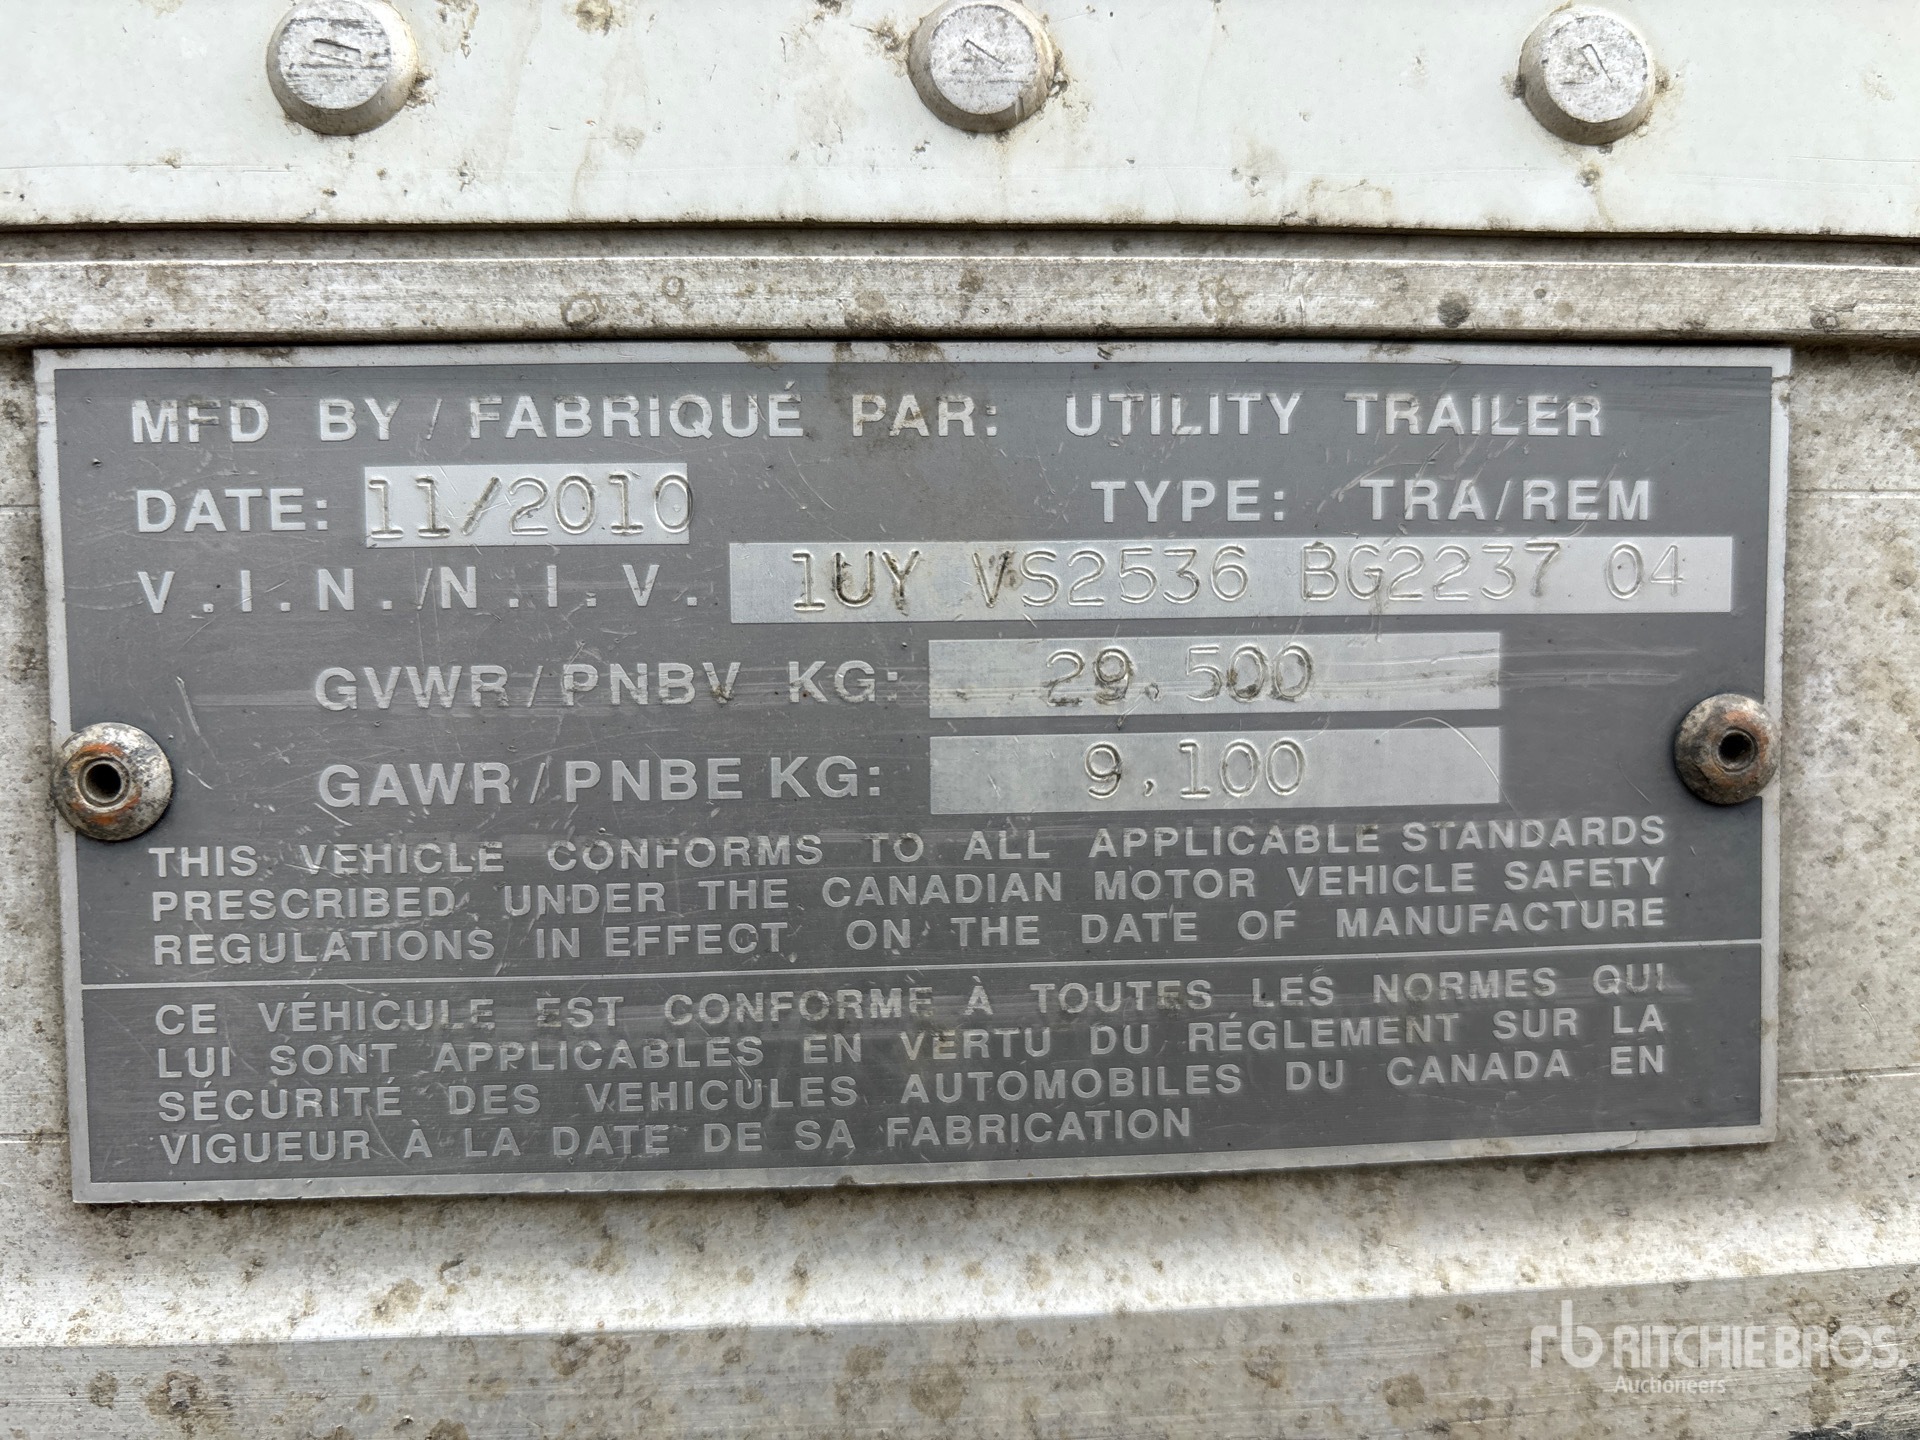 MFD BY / FABRIQUÉ PAR: UTILITY TRAILER
DATE: 11/2010 TYPE: TRA/REM
V.I.N./N.I.V. 1UY VS2536 BG2237 04
GVWR/PNBV KG: 29,500
GAWR/PNBE KG: 9,100
THIS VEHICLE CONFORMS TO ALL APPLICABLE STANDARDS
PRESCRIBED UNDER THE CANADIAN MOTOR VEHICLE SAFETY
REGULATIONS IN EFFECT ON THE DATE OF MANUFACTURE
CE VÉHICULE EST CONFORME À TOUTES LES NORMES QUI
LUI SONT APPLICABLES EN VERTU DU RÉGLEMENT SUR LA
SÉCURITÉ DES VEHICULES AUTOMOBILES DU CANADA EN
VIGUEUR À LA DATE DE SA FABRICATION
rb RITCHIE BROS.
Auctioneers